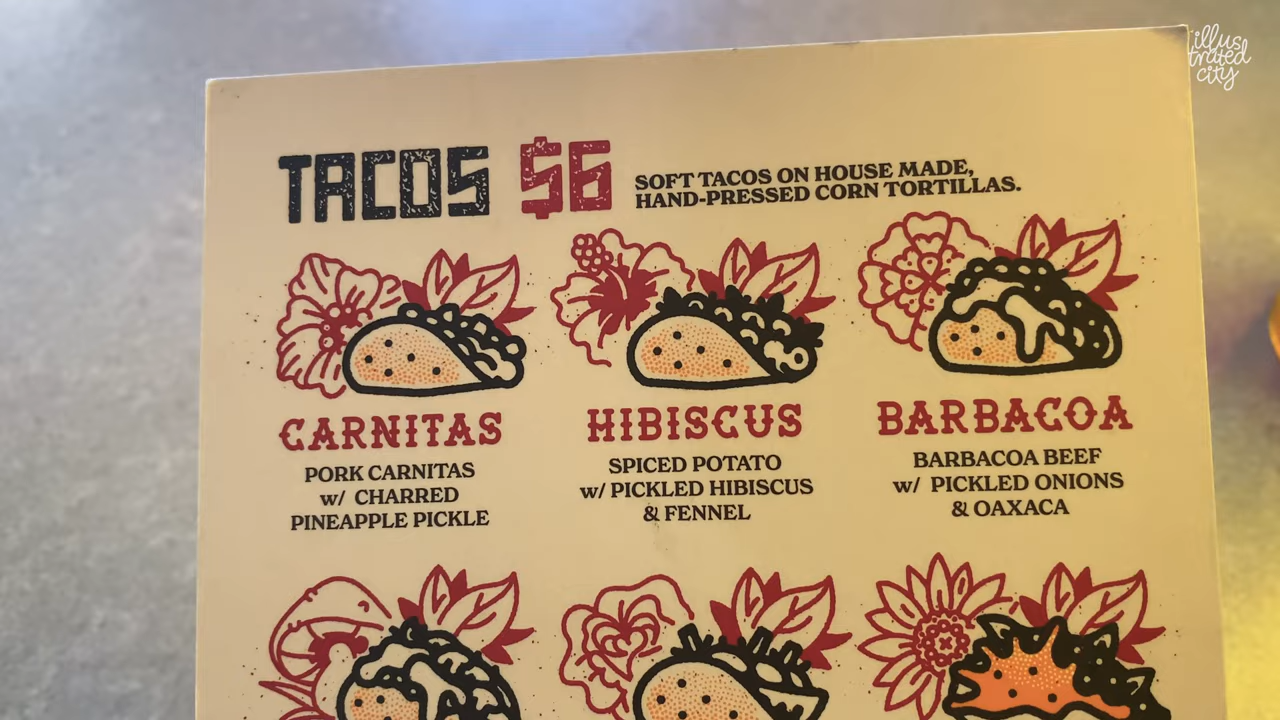 illus
trated
city
TACOS $6
SOFT TACOS ON HOUSE MADE,
HAND-PRESSED CORN TORTILLAS.
CARNITAS
PORK CARNITAS
w/ CHARRED
PINEAPPLE PICKLE
HIBISCUS
SPICED POTATO
w/ PICKLED HIBISCUS
& FENNEL
BARBACOA
BARBACOA BEEF
w/ PICKLED ONIONS
& OAXACA